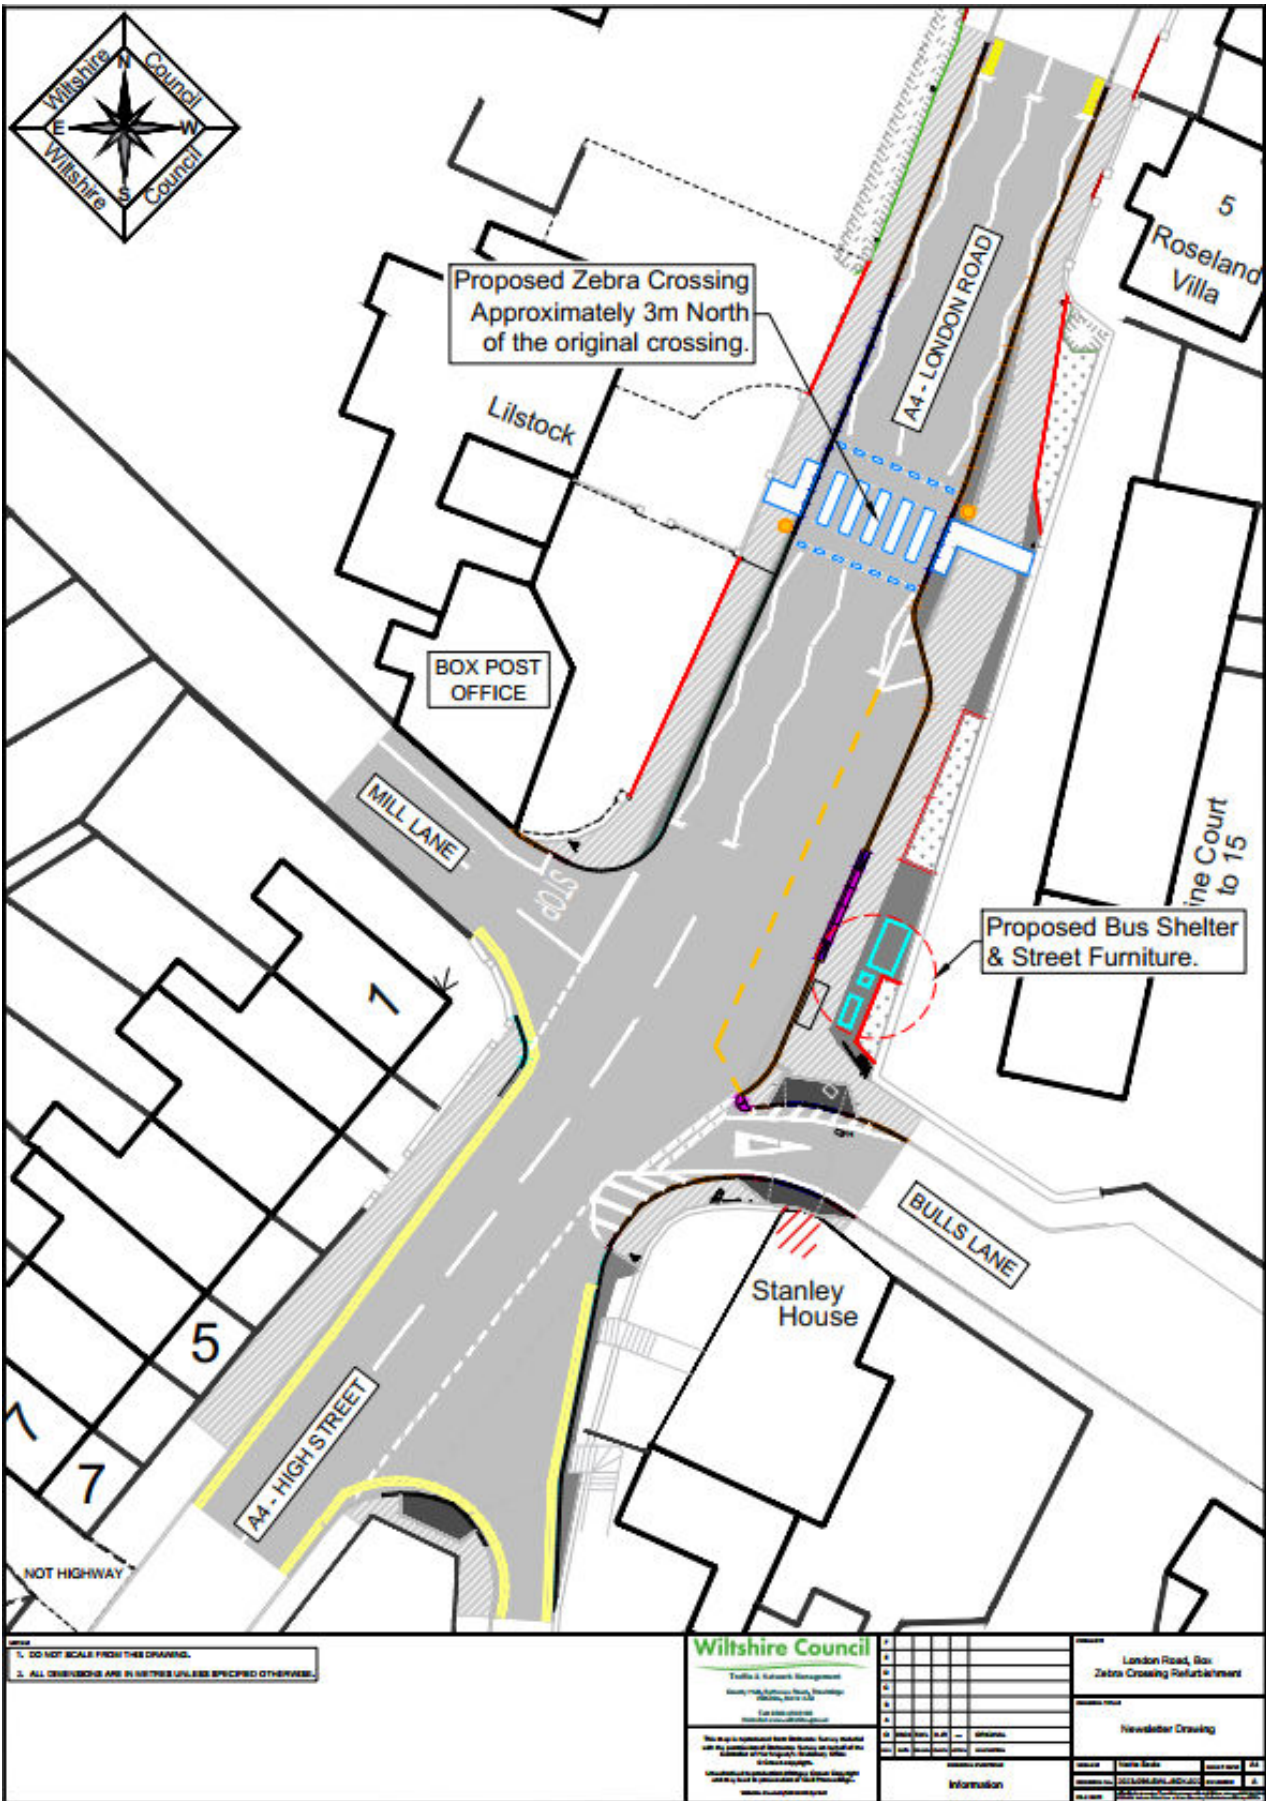 Wiltshire
Council
N
E
W
S
Wiltshire
Council
5
Roseland
Villa
A4 - LONDON ROAD
Proposed Zebra Crossing
Approximately 3m North
of the original crossing.
Lilstock
BOX POST
OFFICE
MILL LANE
STOP
ine Court
to 15
Proposed Bus Shelter
& Street Furniture.
1
BULLS LANE
Stanley
House
5
7
7
A4 - HIGH STREET
NOT HIGHWAY
1. DO NOT SCALE FROM THIS DRAWING.
2. ALL DIMENSIONS ARE IN METRES UNLESS SPECIFIED OTHERWISE.
Wiltshire Council
Traffic & Network Management
London Road, Box
Zebra Crossing Refurbishment
Newsletter Drawing
Information